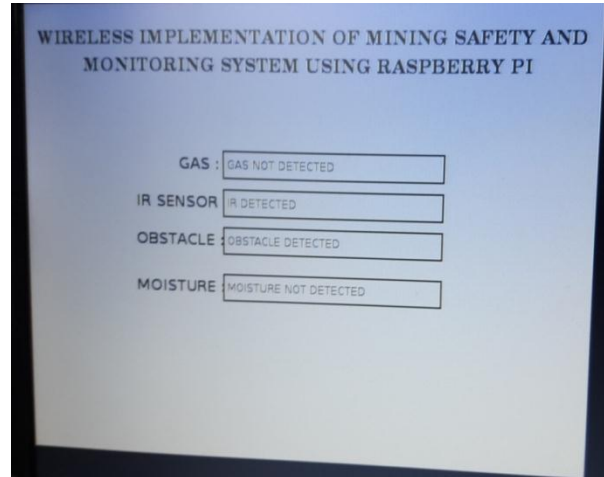 WIRELESS IMPLEMENTATION OF MINING SAFETY AND
MONITORING SYSTEM USING RASPBERRY PI
GAS : GAS NOT DETECTED
IR SENSOR IR DETECTED
OBSTACLE : OBSTACLE DETECTED
MOISTURE : MOISTURE NOT DETECTED